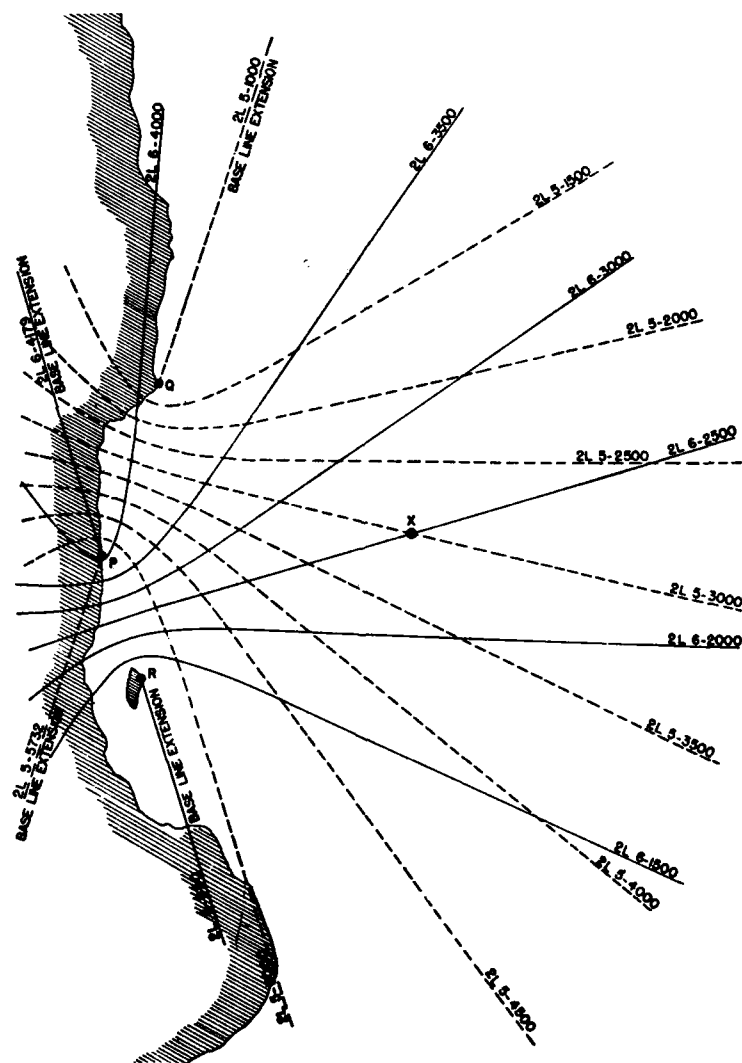 2L 5-1000
BASE LINE EXTENSION
2L 6-4000
2L 6-3500
2L 5-1500
2L 6-3000
2L 6-4179
BASE LINE EXTENSION
2L 5-2000
Q
2L 6-2500
2L 5-2500
X
P
2L 5-3000
2L 6-2000
R
BASE LINE EXTENSION
2L 5-3500
2L 5-5732
BASE LINE EXTENSION
2L 6-1500
2L 5-4000
2L 5-4500